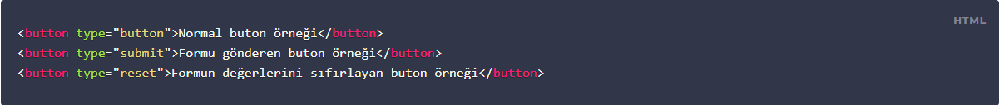 HTML
<button type="button">Normal buton örneği</button>
<button type="submit">Formu gönderen buton örneği</button>
<button type="reset">Formun değerlerini sıfırlayan buton örneği</button>